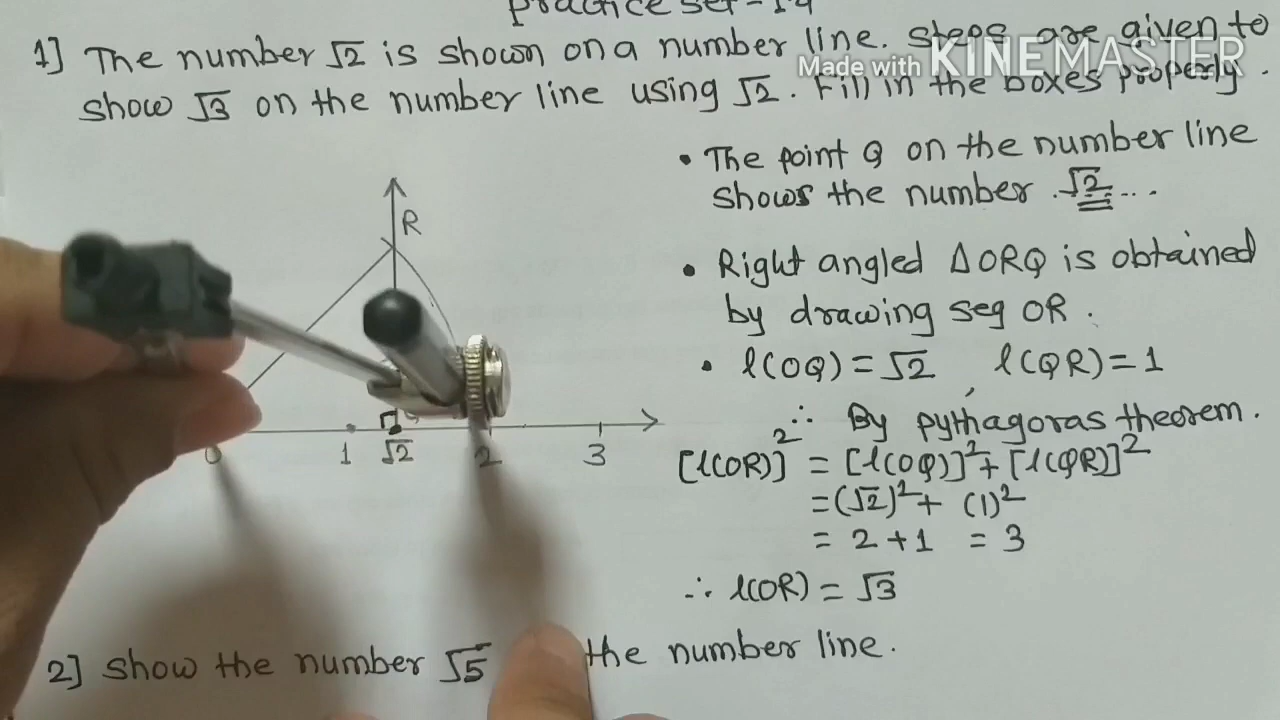 practice set-14
1] The number √2 is shown on a number line. steps are given to
show √3 on the number line using √2. Fill in the boxes properly.
Made with KINEMASTER
• The point Q on the number line
shows the number .√2....
• Right angled ΔORQ is obtained
by drawing seg OR.
• l(OQ) = √2, l(QR) = 1
∴ By pythagoras theorem.
[l(OR)]² = [l(OQ)]² + [l(QR)]²
= (√2)² + (1)²
= 2 + 1 = 3
∴ l(OR) = √3
R
0 1 √2 2 3
2] show the number √5 the number line.